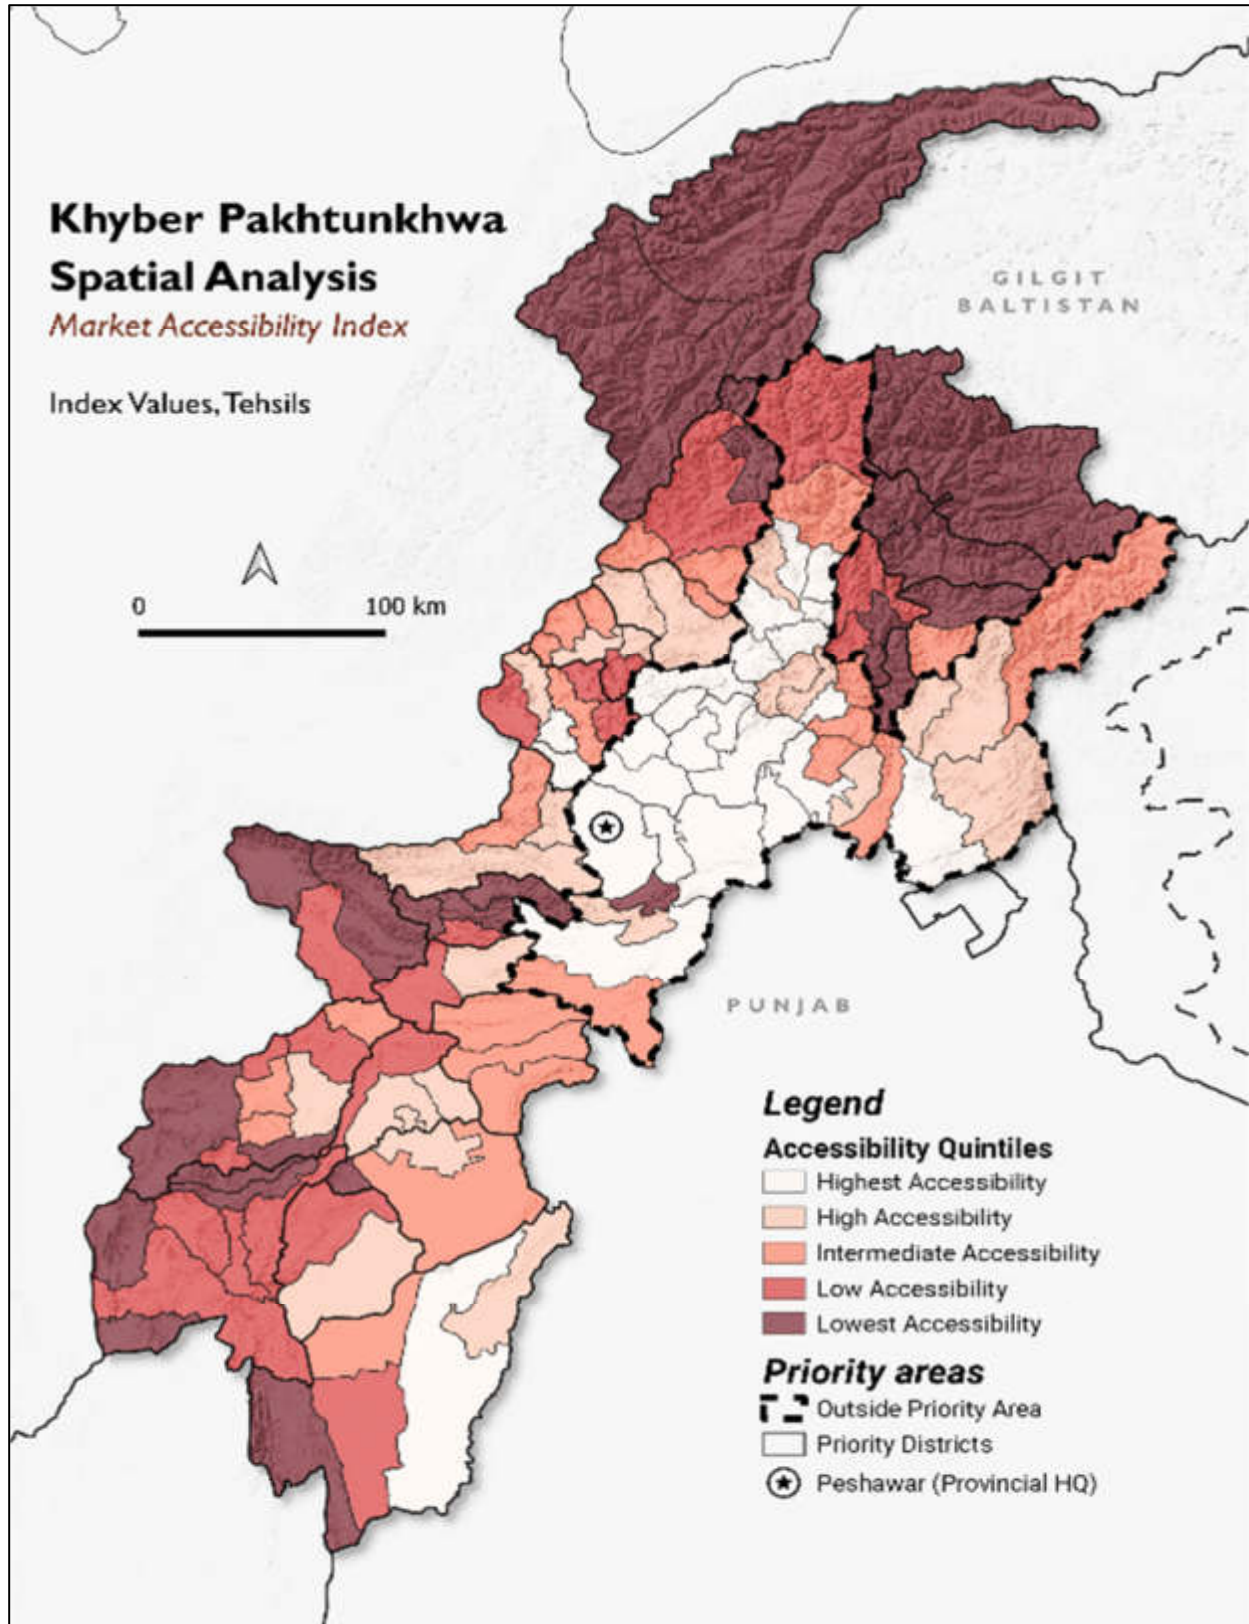 Khyber Pakhtunkhwa
Spatial Analysis
Market Accessibility Index
Index Values, Tehsils
GILGIT
BALTISTAN
0 100 km
PUNJAB
Legend
Accessibility Quintiles
Highest Accessibility
High Accessibility
Intermediate Accessibility
Low Accessibility
Lowest Accessibility
Priority areas
Outside Priority Area
Priority Districts
Peshawar (Provincial HQ)